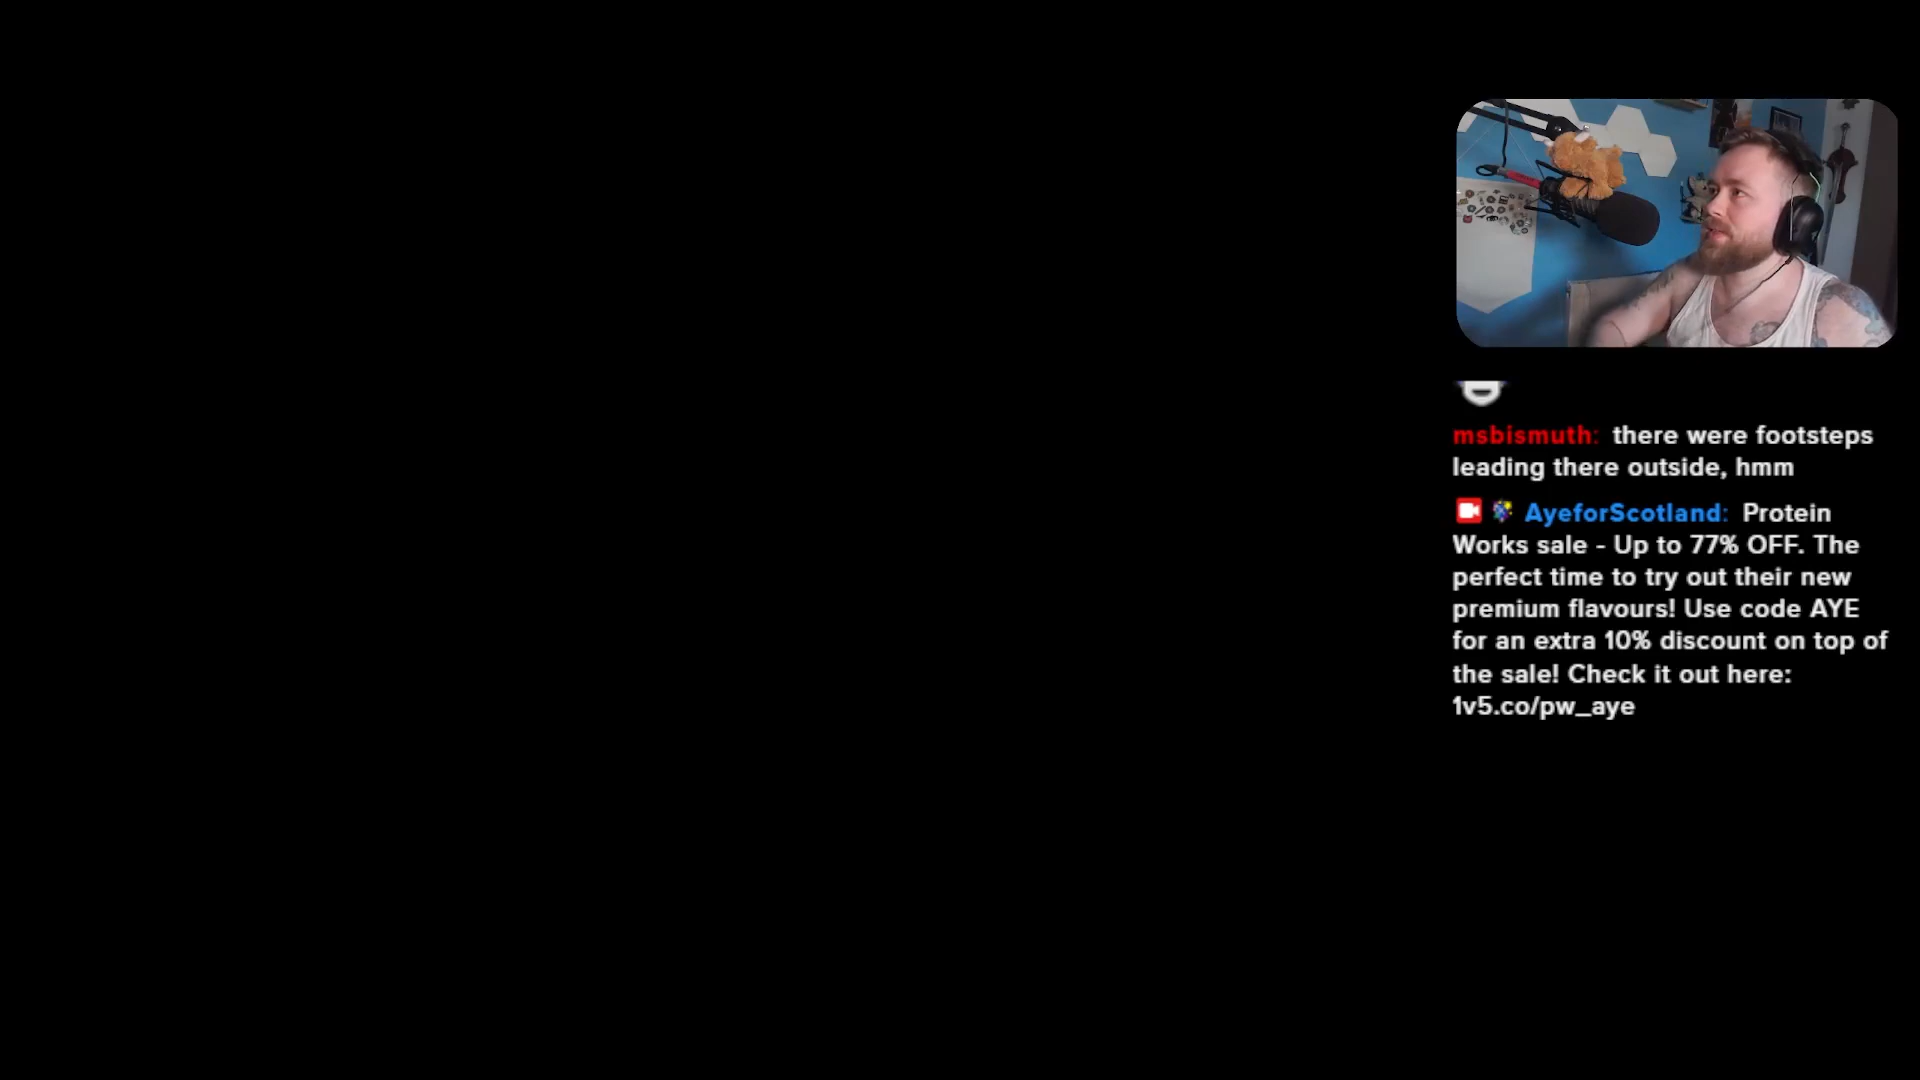 msbismuth: there were footsteps
leading there outside, hmm
AyeforScotland: Protein
Works sale - Up to 77% OFF. The
perfect time to try out their new
premium flavours! Use code AYE
for an extra 10% discount on top of
the sale! Check it out here:
1v5.co/pw_aye